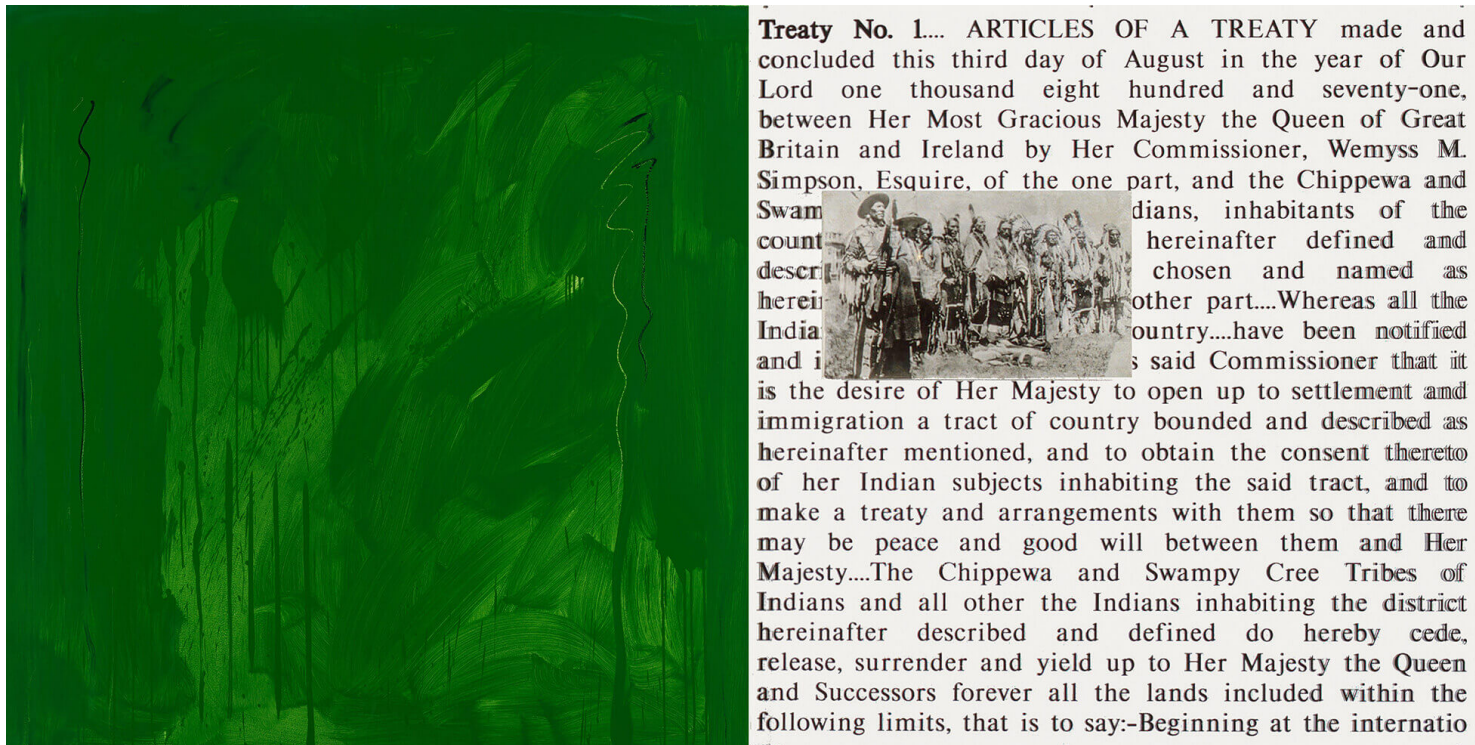 Treaty No. 1.... ARTICLES OF A TREATY made and
concluded this third day of August in the year of Our
Lord one thousand eight hundred and seventy-one,
between Her Most Gracious Majesty the Queen of Great
Britain and Ireland by Her Commissioner, Wemyss M.
Simpson, Esquire, of the one part, and the Chippewa and
Swam dians, inhabitants of the
count hereinafter defined and
descri chosen and named as
herei other part....Whereas all the
India ountry....have been notified
and i s said Commissioner that it
is the desire of Her Majesty to open up to settlement and
immigration a tract of country bounded and described as
hereinafter mentioned, and to obtain the consent thereto
of her Indian subjects inhabiting the said tract, and to
make a treaty and arrangements with them so that there
may be peace and good will between them and Her
Majesty....The Chippewa and Swampy Cree Tribes of
Indians and all other the Indians inhabiting the district
hereinafter described and defined do hereby cede,
release, surrender and yield up to Her Majesty the Queen
and Successors forever all the lands included within the
following limits, that is to say:-Beginning at the internatio